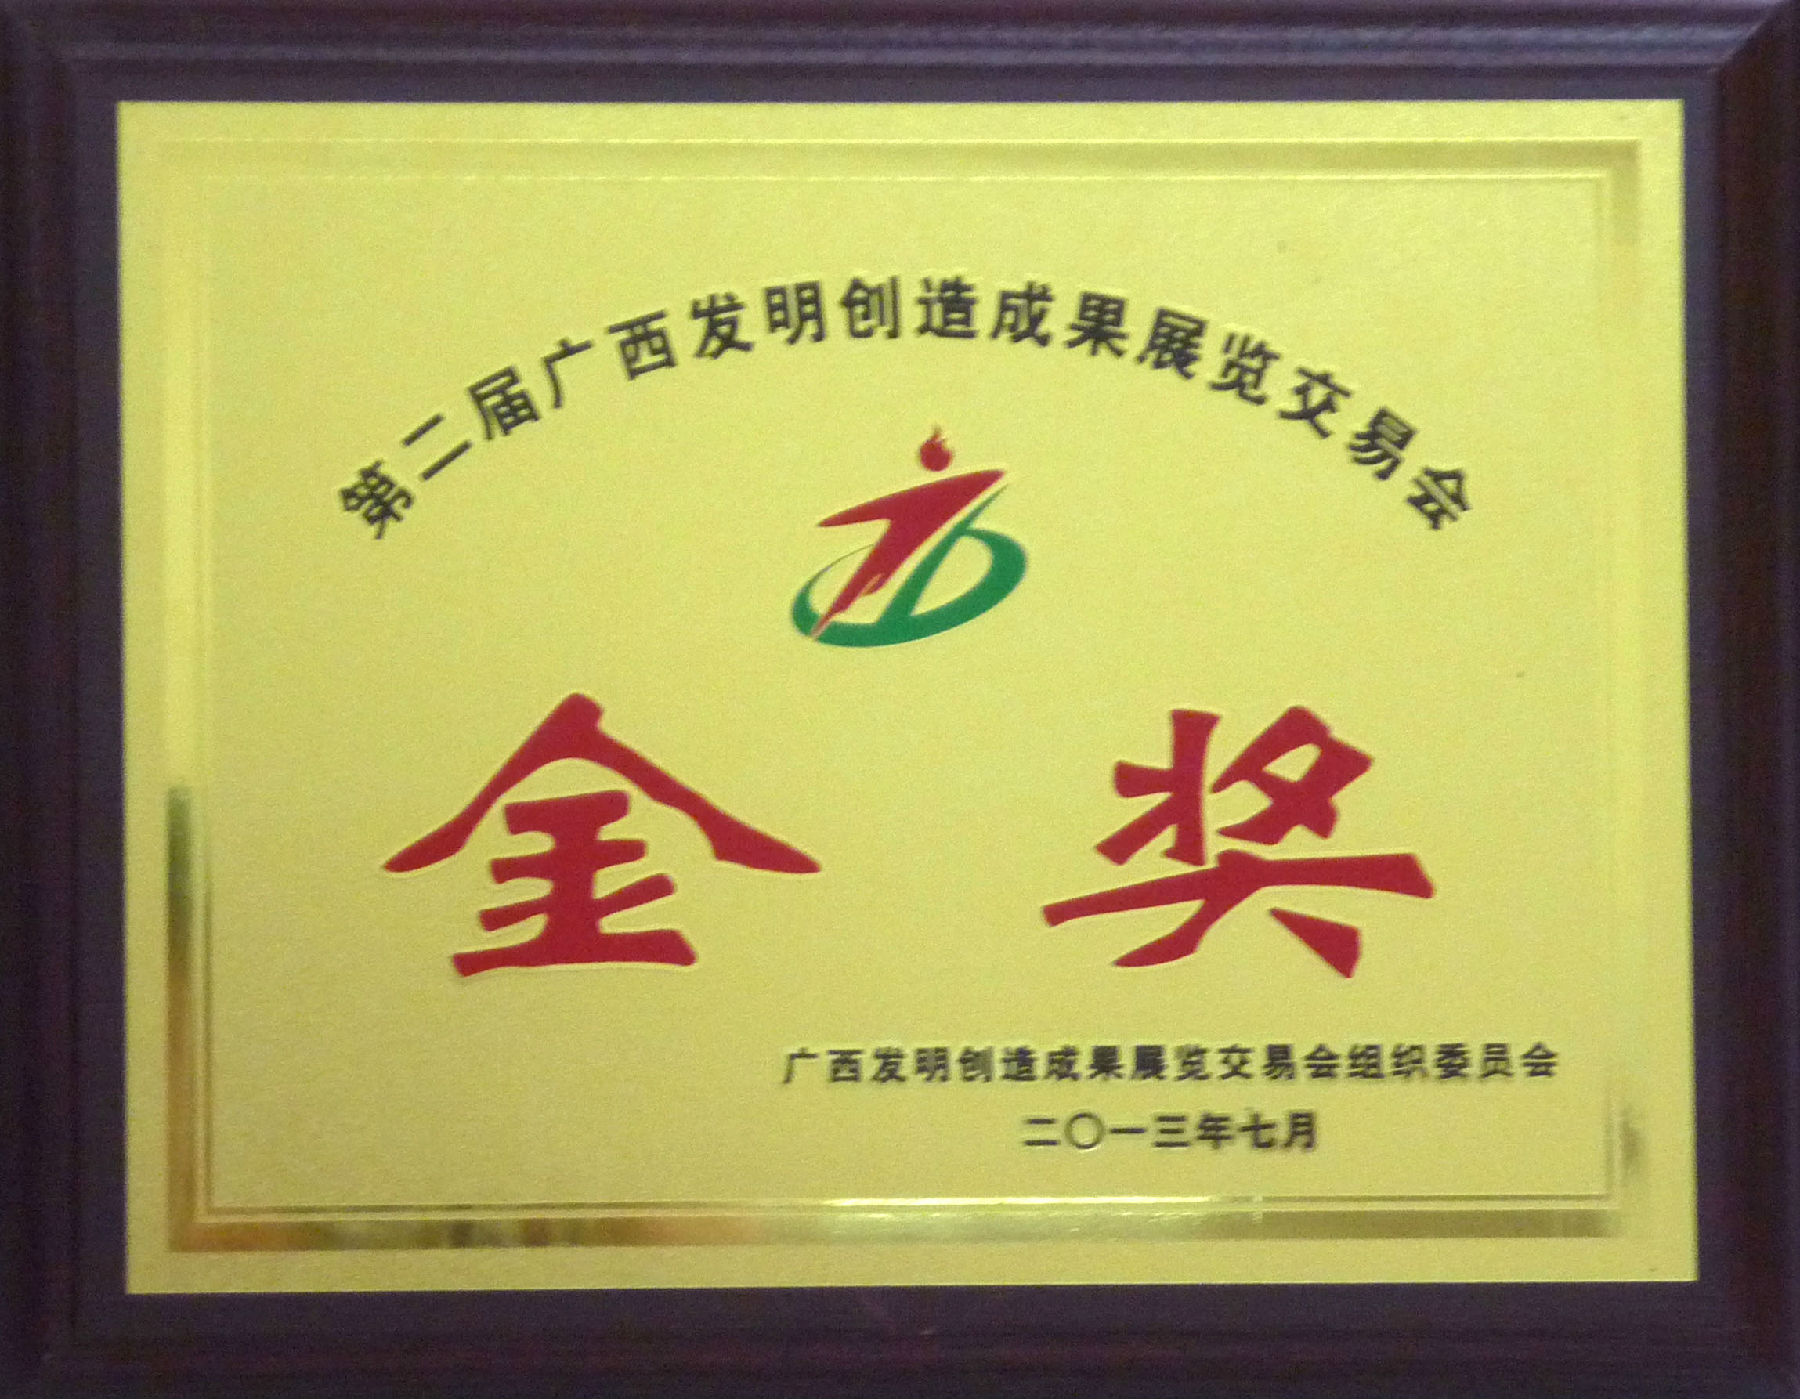 第二届广西发明创造成果展览交易会
金奖
广西发明创造成果展览交易会组织委员会
二〇一三年七月